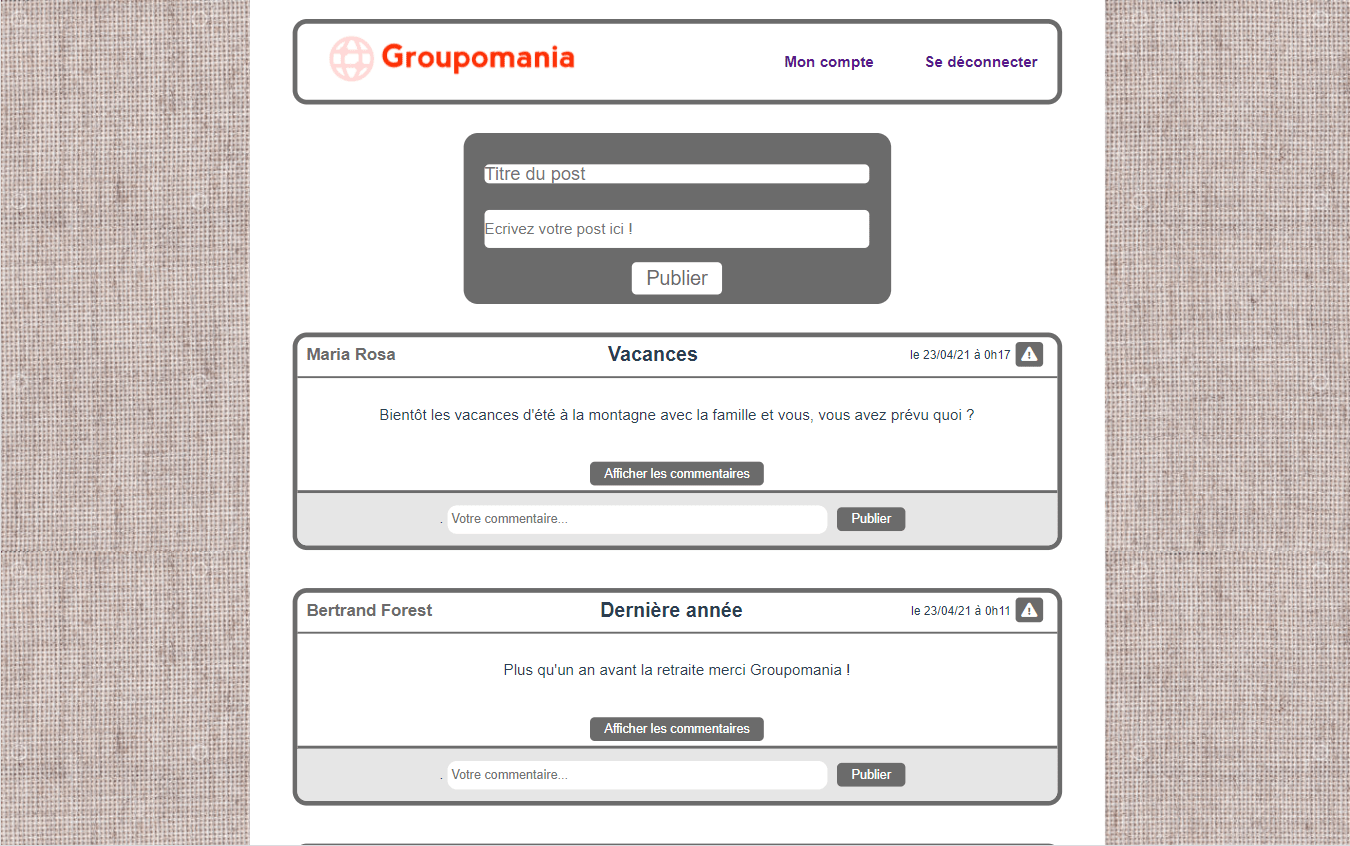 Groupomania
Mon compte
Se déconnecter
Titre du post
Ecrivez votre post ici !
Publier
Maria Rosa
Vacances
le 23/04/21 à 0h17
Bientôt les vacances d'été à la montagne avec la famille et vous, vous avez prévu quoi ?
Afficher les commentaires
. Votre commentaire...
Publier
Bertrand Forest
Dernière année
le 23/04/21 à 0h11
Plus qu'un an avant la retraite merci Groupomania !
Afficher les commentaires
. Votre commentaire...
Publier